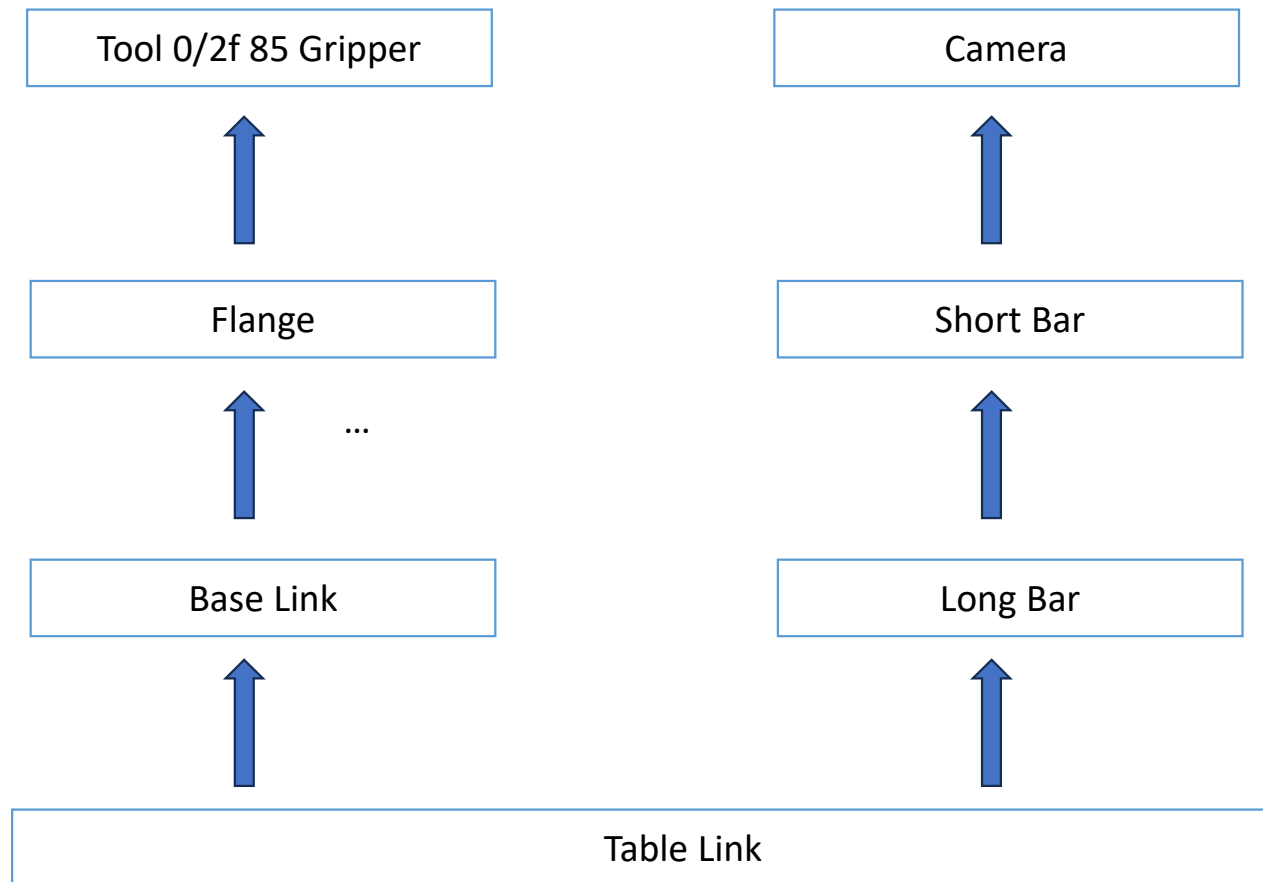 Tool 0/2f 85 Gripper
Camera
Flange
Short Bar
...
Base Link
Long Bar
Table Link